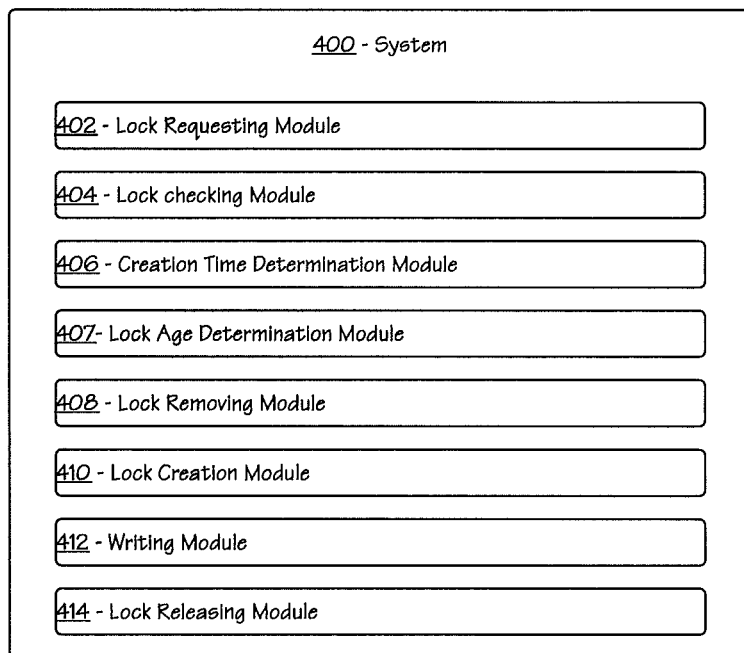 400 - System
402 - Lock Requesting Module
404 - Lock checking Module
406 - Creation Time Determination Module
407- Lock Age Determination Module
408 - Lock Removing Module
410 - Lock Creation Module
412 - Writing Module
414 - Lock Releasing Module